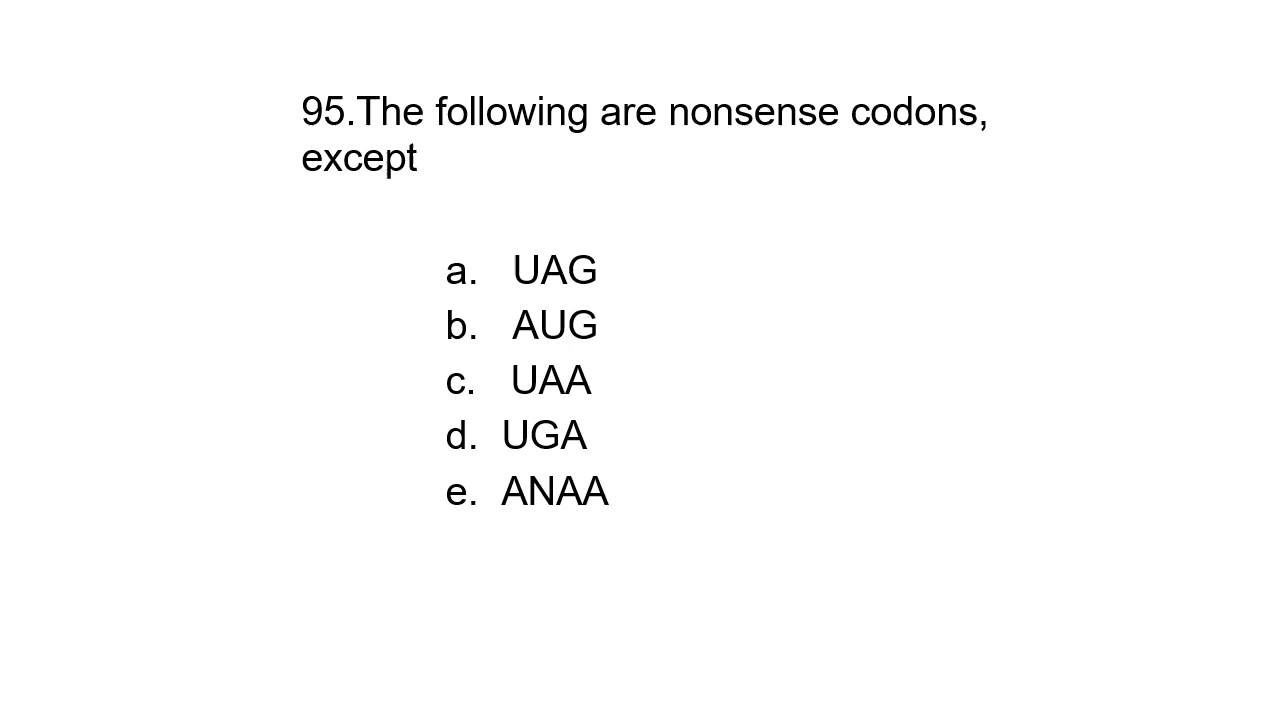 95.The following are nonsense codons,
except
a. UAG
b. AUG
c. UAA
d. UGA
e. ANAA